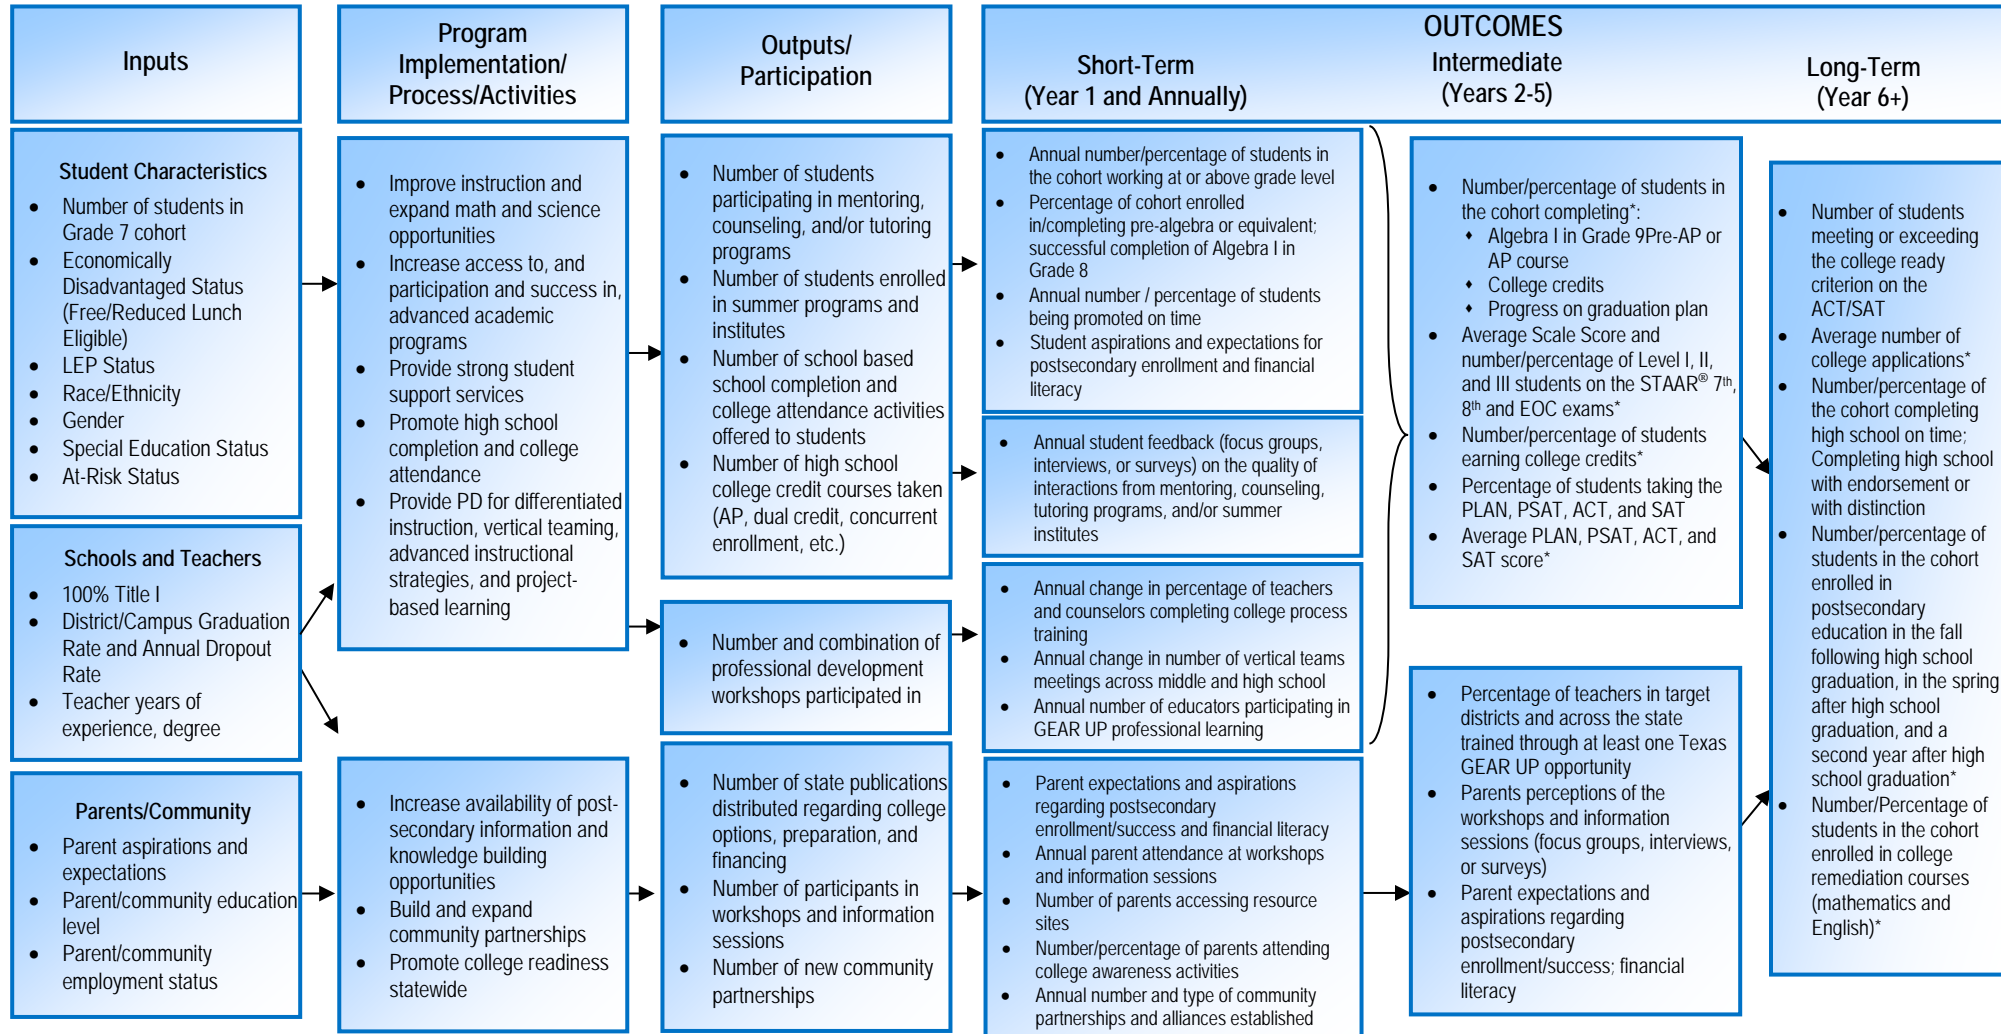 Inputs
Program
Implementation/
Process/Activities
Outputs/
Participation
OUTCOMES
Short-Term
(Year 1 and Annually)
Intermediate
(Years 2-5)
Long-Term
(Year 6+)
Student Characteristics
• Number of students in
Grade 7 cohort
• Economically
Disadvantaged Status
(Free/Reduced Lunch
Eligible)
• LEP Status
• Race/Ethnicity
• Gender
• Special Education Status
• At-Risk Status
Schools and Teachers
• 100% Title I
• District/Campus Graduation
Rate and Annual Dropout
Rate
• Teacher years of
experience, degree
Parents/Community
• Parent aspirations and
expectations
• Parent/community education
level
• Parent/community
employment status
• Improve instruction and
expand math and science
opportunities
• Increase access to, and
participation and success in,
advanced academic
programs
• Provide strong student
support services
• Promote high school
completion and college
attendance
• Provide PD for differentiated
instruction, vertical teaming,
advanced instructional
strategies, and project-
based learning
• Increase availability of post-
secondary information and
knowledge building
opportunities
• Build and expand
community partnerships
• Promote college readiness
statewide
• Number of students
participating in mentoring,
counseling, and/or tutoring
programs
• Number of students enrolled
in summer programs and
institutes
• Number of school based
school completion and
college attendance activities
offered to students
• Number of high school
college credit courses taken
(AP, dual credit, concurrent
enrollment, etc.)
• Number and combination of
professional development
workshops participated in
• Number of state publications
distributed regarding college
options, preparation, and
financing
• Number of participants in
workshops and information
sessions
• Number of new community
partnerships
• Annual number/percentage of students in
the cohort working at or above grade level
• Percentage of cohort enrolled
in/completing pre-algebra or equivalent;
successful completion of Algebra I in
Grade 8
• Annual number / percentage of students
being promoted on time
• Student aspirations and expectations for
postsecondary enrollment and financial
literacy
• Annual student feedback (focus groups,
interviews, or surveys) on the quality of
interactions from mentoring, counseling,
tutoring programs, and/or summer
institutes
• Annual change in percentage of teachers
and counselors completing college process
training
• Annual change in number of vertical teams
meetings across middle and high school
• Annual number of educators participating in
GEAR UP professional learning
• Parent expectations and aspirations
regarding postsecondary
enrollment/success and financial literacy
• Annual parent attendance at workshops
and information sessions
• Number of parents accessing resource
sites
• Number/percentage of parents attending
college awareness activities
• Annual number and type of community
partnerships and alliances established
• Number/percentage of students in
the cohort completing*:
♦ Algebra I in Grade 9Pre-AP or
AP course
♦ College credits
♦ Progress on graduation plan
• Average Scale Score and
number/percentage of Level I, II,
and III students on the STAAR® 7th,
8th and EOC exams*
• Number/percentage of students
earning college credits*
• Percentage of students taking the
PLAN, PSAT, ACT, and SAT
• Average PLAN, PSAT, ACT, and
SAT score*
• Percentage of teachers in target
districts and across the state
trained through at least one Texas
GEAR UP opportunity
• Parents perceptions of the
workshops and information
sessions (focus groups, interviews,
or surveys)
• Parent expectations and
aspirations regarding
postsecondary
enrollment/success; financial
literacy
• Number of students
meeting or exceeding
the college ready
criterion on the
ACT/SAT
• Average number of
college applications*
• Number/percentage of
the cohort completing
high school on time;
Completing high school
with endorsement or
with distinction
• Number/percentage of
students in the cohort
enrolled in
postsecondary
education in the fall
following high school
graduation, in the spring
after high school
graduation, and a
second year after high
school graduation*
• Number/Percentage of
students in the cohort
enrolled in college
remediation courses
(mathematics and
English)*